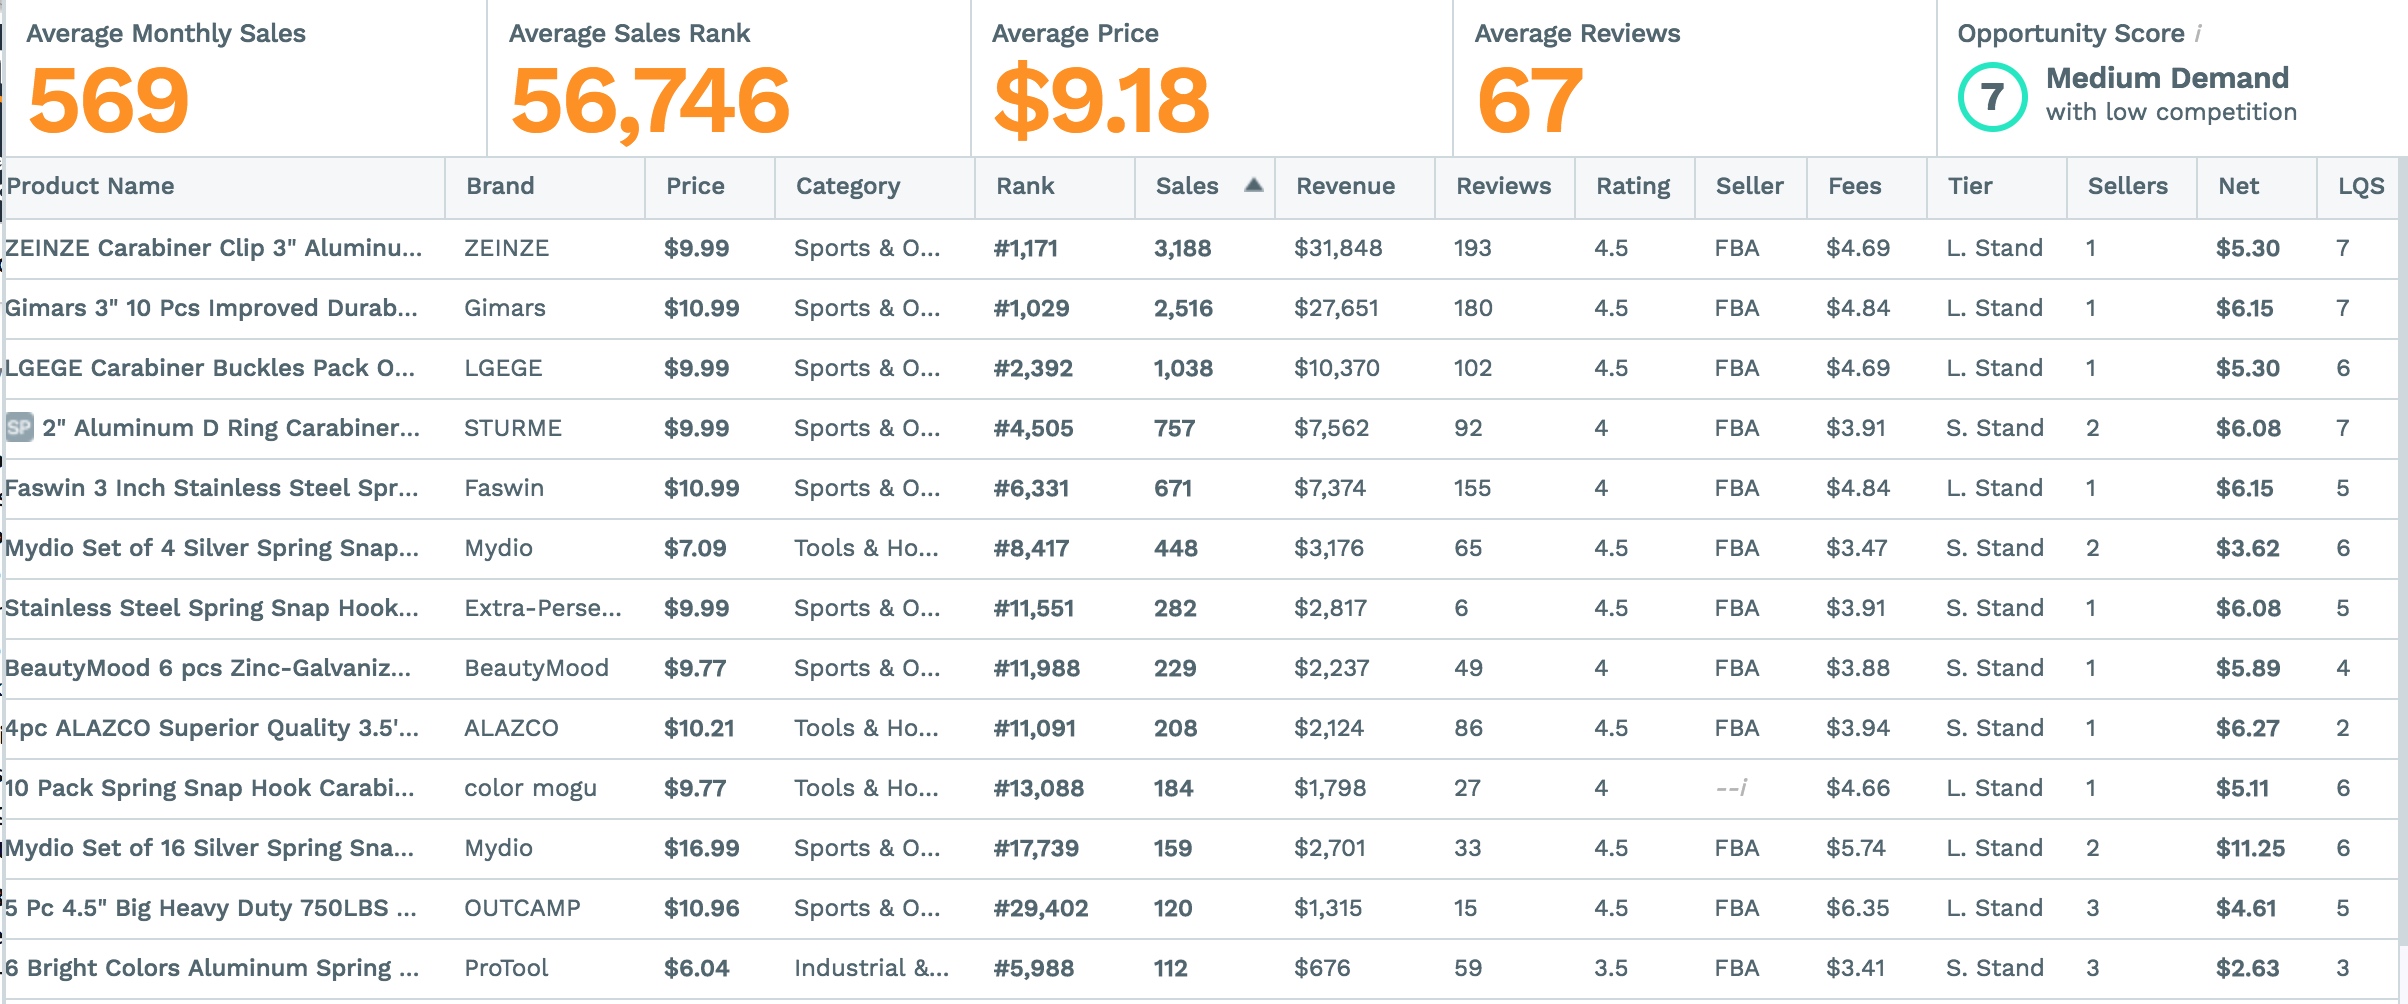 Average Monthly Sales Average Sales Rank Average Price Average Reviews Opportunity Score i
569 56,746 $9.18 67 7 Medium Demand
with low competition
Product Name Brand Price Category Rank Sales Revenue Reviews Rating Seller Fees Tier Sellers Net LQS
ZEINZE Carabiner Clip 3" Aluminu... ZEINZE $9.99 Sports & O... #1,171 3,188 $31,848 193 4.5 FBA $4.69 L. Stand 1 $5.30 7
Gimars 3" 10 Pcs Improved Durab... Gimars $10.99 Sports & O... #1,029 2,516 $27,651 180 4.5 FBA $4.84 L. Stand 1 $6.15 7
LGEGE Carabiner Buckles Pack O... LGEGE $9.99 Sports & O... #2,392 1,038 $10,370 102 4.5 FBA $4.69 L. Stand 1 $5.30 6
SP 2" Aluminum D Ring Carabiner... STURME $9.99 Sports & O... #4,505 757 $7,562 92 4 FBA $3.91 S. Stand 2 $6.08 7
Faswin 3 Inch Stainless Steel Spr... Faswin $10.99 Sports & O... #6,331 671 $7,374 155 4 FBA $4.84 L. Stand 1 $6.15 5
Mydio Set of 4 Silver Spring Snap... Mydio $7.09 Tools & Ho... #8,417 448 $3,176 65 4.5 FBA $3.47 S. Stand 2 $3.62 6
Stainless Steel Spring Snap Hook... Extra-Perse... $9.99 Sports & O... #11,551 282 $2,817 6 4.5 FBA $3.91 S. Stand 1 $6.08 5
BeautyMood 6 pcs Zinc-Galvaniz... BeautyMood $9.77 Sports & O... #11,988 229 $2,237 49 4 FBA $3.88 S. Stand 1 $5.89 4
4pc ALAZCO Superior Quality 3.5'... ALAZCO $10.21 Tools & Ho... #11,091 208 $2,124 86 4.5 FBA $3.94 S. Stand 1 $6.27 2
10 Pack Spring Snap Hook Carabi... color mogu $9.77 Tools & Ho... #13,088 184 $1,798 27 4 --i $4.66 L. Stand 1 $5.11 6
Mydio Set of 16 Silver Spring Sna... Mydio $16.99 Sports & O... #17,739 159 $2,701 33 4.5 FBA $5.74 L. Stand 2 $11.25 6
5 Pc 4.5" Big Heavy Duty 750LBS ... OUTCAMP $10.96 Sports & O... #29,402 120 $1,315 15 4.5 FBA $6.35 L. Stand 3 $4.61 5
6 Bright Colors Aluminum Spring ... ProTool $6.04 Industrial &... #5,988 112 $676 59 3.5 FBA $3.41 S. Stand 3 $2.63 3